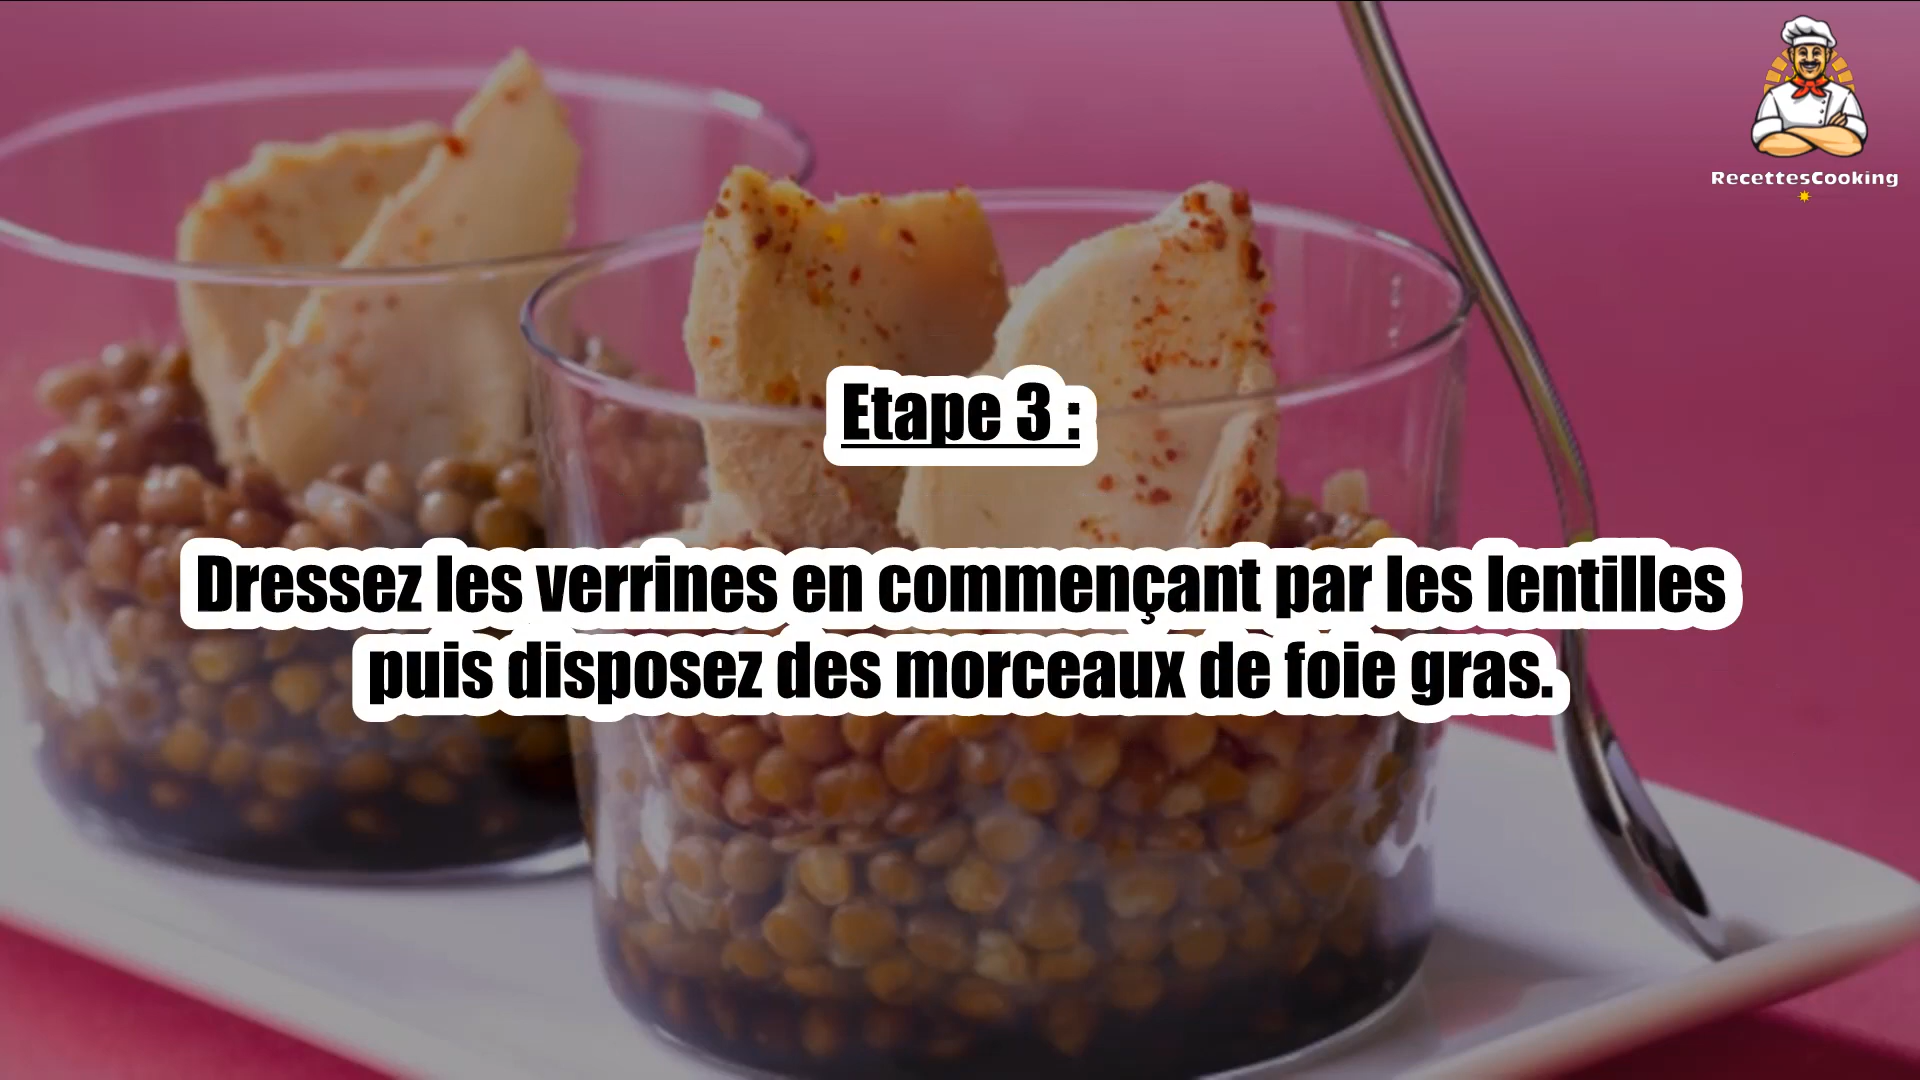 RecettesCooking
Etape 3 :
Dressez les verrines en commençant par les lentilles
puis disposez des morceaux de foie gras.